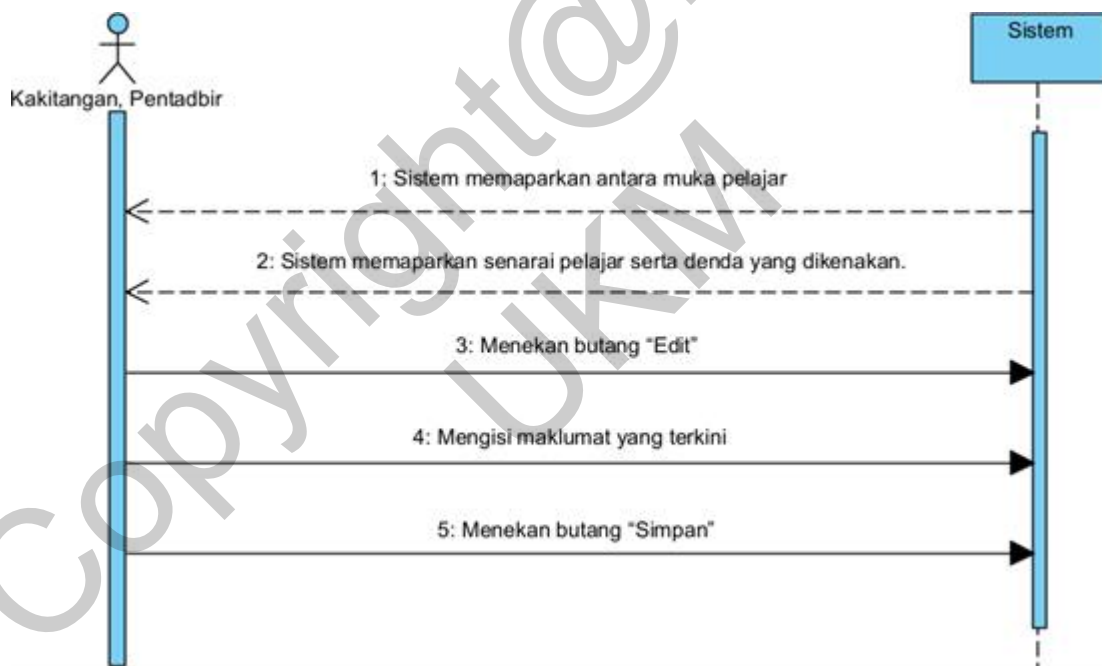 Sistem
Kakitangan, Pentadbir
1: Sistem memaparkan antara muka pelajar
2: Sistem memaparkan senarai pelajar serta denda yang dikenakan.
3: Menekan butang “Edit”
4: Mengisi maklumat yang terkini
5: Menekan butang “Simpan”
Copyright@
UKM